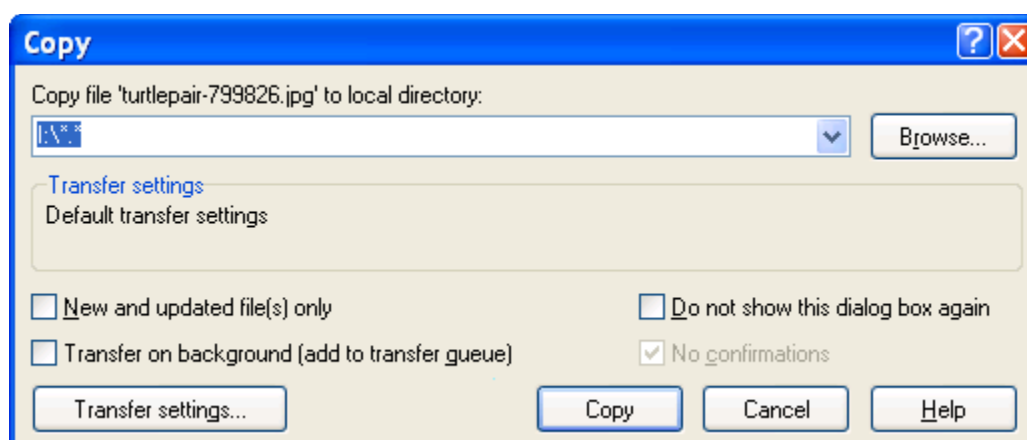 Copy
Copy file 'turtlepair-799826.jpg' to local directory:
I:\*.*
Browse...
Transfer settings
Default transfer settings
New and updated file(s) only
Do not show this dialog box again
Transfer on background (add to transfer queue)
No confirmations
Transfer settings...
Copy
Cancel
Help